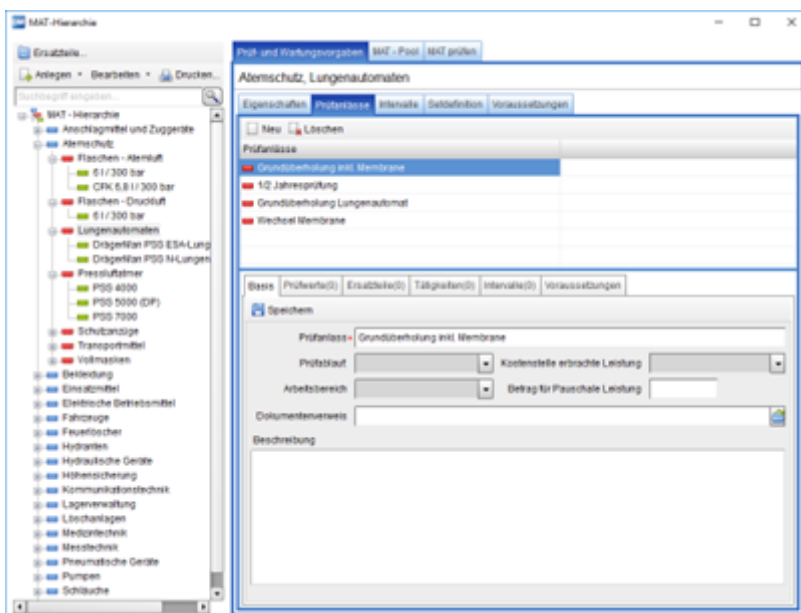 MAT-Hierarchie
Ersatzteile...
Anlegen Bearbeiten Drucken...
Suchbegriff eingeben...
MAT - Hierarchie
Anschlagmittel und Zuggeräte
Atemschutz
Flaschen - Atemluft
6 l / 300 bar
CFK 6,8 l / 300 bar
Flaschen - Druckluft
6 l / 300 bar
Lungenautomaten
DrägerMan PSS ESA-Lung
DrägerMan PSS N-Lungen
Pressluftatmer
PSS 4000
PSS 5000 (DP)
PSS 7000
Schutzanzüge
Transportmittel
Vollmasken
Bekleidung
Einsatzmittel
Elektrische Betriebsmittel
Fahrzeuge
Feuerlöscher
Hydranten
Hydraulische Geräte
Höhensicherung
Kommunikationstechnik
Lagerverwaltung
Löschanlagen
Medizintechnik
Messtechnik
Pneumatische Geräte
Pumpen
Schläuche
Prüf- und Wartungsvorgaben MAT - Pool MAT prüfen
Atemschutz, Lungenautomaten
Eigenschaften Prüfanlässe Intervalle Setdefinition Voraussetzungen
Neu Löschen
Prüfanlässe
Grundüberholung inkl. Membrane
1/2 Jahresprüfung
Grundüberholung Lungenautomat
Wechsel Membrane
Basis Prüfwerte(0) Ersatzteile(0) Tätigkeiten(0) Intervalle(0) Voraussetzungen
Speichern
Prüfanlass Grundüberholung inkl. Membrane
Prüfablauf Kostenstelle erbrachte Leistung
Arbeitsbereich Betrag für Pauschale Leistung
Dokumentenverweis
Beschreibung